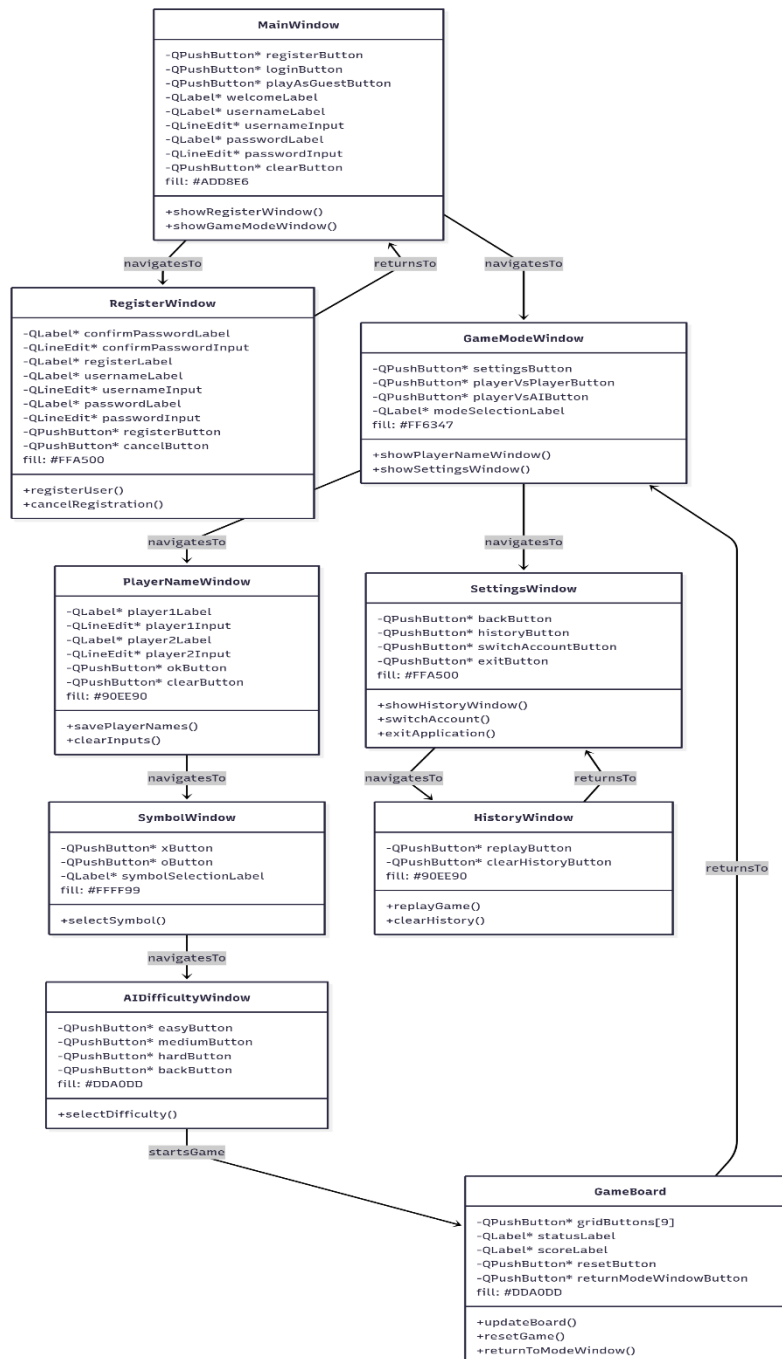 MainWindow
-QPushButton* registerButton
-QPushButton* loginButton
-QPushButton* playAsGuestButton
-QLabel* welcomeLabel
-QLabel* usernameLabel
-QLineEdit* usernameInput
-QLabel* passwordLabel
-QLineEdit* passwordInput
-QPushButton* clearButton
fill: #ADD8E6
+showRegisterWindow()
+showGameModeWindow()
navigatesTo
returnsTo
navigatesTo
RegisterWindow
-QLabel* confirmPasswordLabel
-QLineEdit* confirmPasswordInput
-QLabel* registerLabel
-QLabel* usernameLabel
-QLineEdit* usernameInput
-QLabel* passwordLabel
-QLineEdit* passwordInput
-QPushButton* registerButton
-QPushButton* cancelButton
fill: #FFA500
+registerUser()
+cancelRegistration()
GameModeWindow
-QPushButton* settingsButton
-QPushButton* playerVsPlayerButton
-QPushButton* playerVsAIButton
-QLabel* modeSelectionLabel
fill: #FF6347
+showPlayerNameWindow()
+showSettingsWindow()
navigatesTo
navigatesTo
PlayerNameWindow
-QLabel* player1Label
-QLineEdit* player1Input
-QLabel* player2Label
-QLineEdit* player2Input
-QPushButton* okButton
-QPushButton* clearButton
fill: #90EE90
+savePlayerNames()
+clearInputs()
SettingsWindow
-QPushButton* backButton
-QPushButton* historyButton
-QPushButton* switchAccountButton
-QPushButton* exitButton
fill: #FFA500
+showHistoryWindow()
+switchAccount()
+exitApplication()
navigatesTo
navigatesTo
returnsTo
SymbolWindow
-QPushButton* xButton
-QPushButton* oButton
-QLabel* symbolSelectionLabel
fill: #FFFF99
+selectSymbol()
HistoryWindow
-QPushButton* replayButton
-QPushButton* clearHistoryButton
fill: #90EE90
+replayGame()
+clearHistory()
returnsTo
navigatesTo
AIDifficultyWindow
-QPushButton* easyButton
-QPushButton* mediumButton
-QPushButton* hardButton
-QPushButton* backButton
fill: #DDA0DD
+selectDifficulty()
startsGame
GameBoard
-QPushButton* gridButtons[9]
-QLabel* statusLabel
-QLabel* scoreLabel
-QPushButton* resetButton
-QPushButton* returnModeWindowButton
fill: #DDA0DD
+updateBoard()
+resetGame()
+returnToModeWindow()